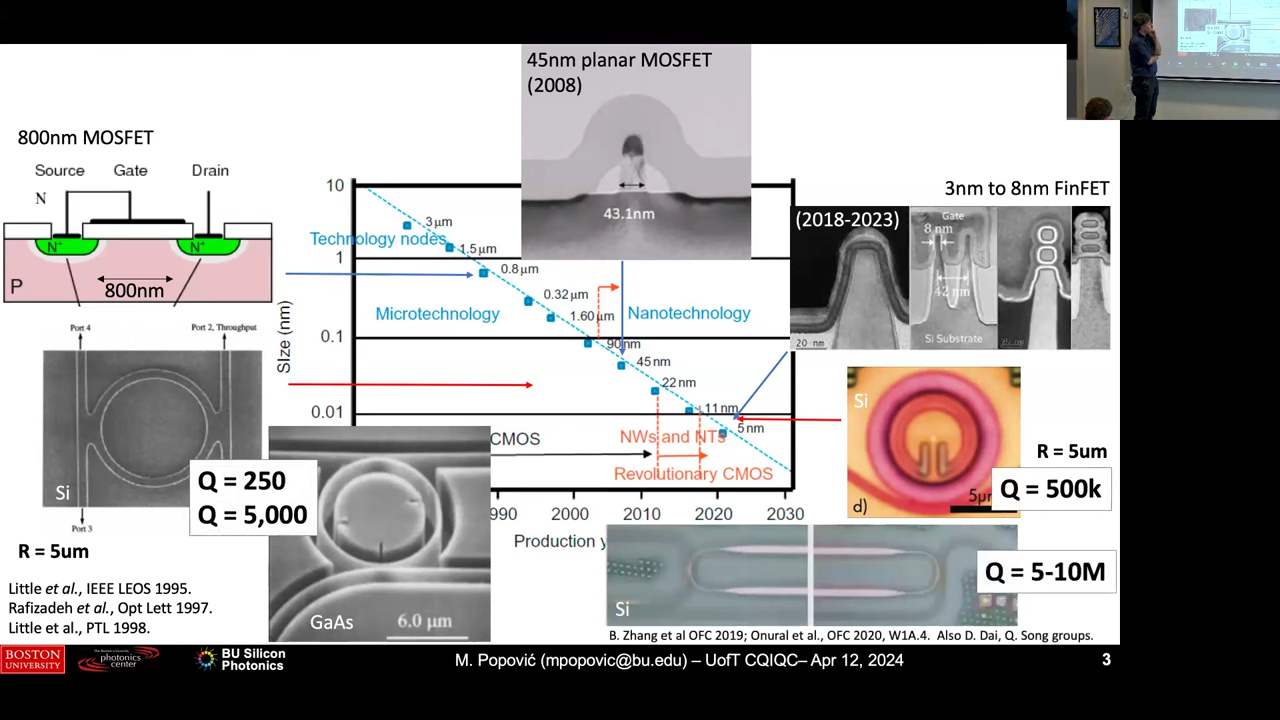 45nm planar MOSFET
(2008)
43.1nm
800nm MOSFET
Source
Gate
Drain
N
N+
N+
P
800nm
3nm to 8nm FinFET
(2018-2023)
20 nm
Gate
8 nm
42 nm
Si Substrate
SIze (nm)
10
1
0.1
0.01
Technology nodes
3 µm
1.5 µm
0.8 µm
0.32 µm
1.60 µm
90 nm
45 nm
22 nm
11 nm
5 nm
Microtechnology
Nanotechnology
CMOS
NWs and NTs
Revolutionary CMOS
990
2000
2010
2020
2030
Production y
Port 4
Port 2, Throughput
Si
Port 3
Q = 250
Q = 5,000
R = 5um
GaAs
6.0 µm
Si
d)
5µm
R = 5um
Q = 500k
Si
Q = 5-10M
Little et al., IEEE LEOS 1995.
Rafizadeh et al., Opt Lett 1997.
Little et al., PTL 1998.
B. Zhang et al OFC 2019; Onural et al., OFC 2020, W1A.4. Also D. Dai, Q. Song groups.
BOSTON
UNIVERSITY
photonics
center
BU Silicon
Photonics
M. Popović (mpopovic@bu.edu) – UofT CQIQC– Apr 12, 2024
3